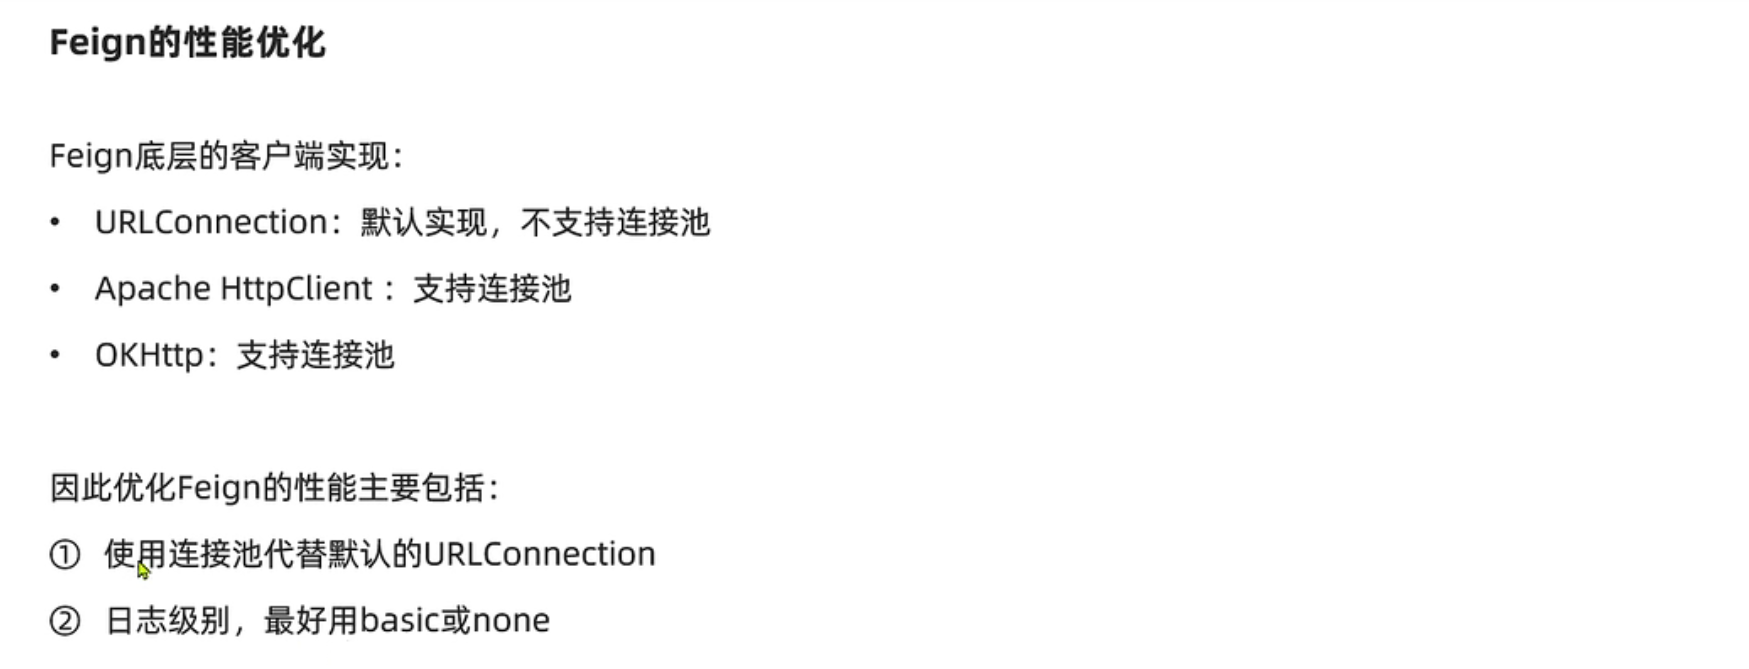 Feign的性能优化
Feign底层的客户端实现：
• URLConnection：默认实现，不支持连接池
• Apache HttpClient ：支持连接池
• OKHttp：支持连接池
因此优化Feign的性能主要包括：
① 使用连接池代替默认的URLConnection
② 日志级别，最好用basic或none